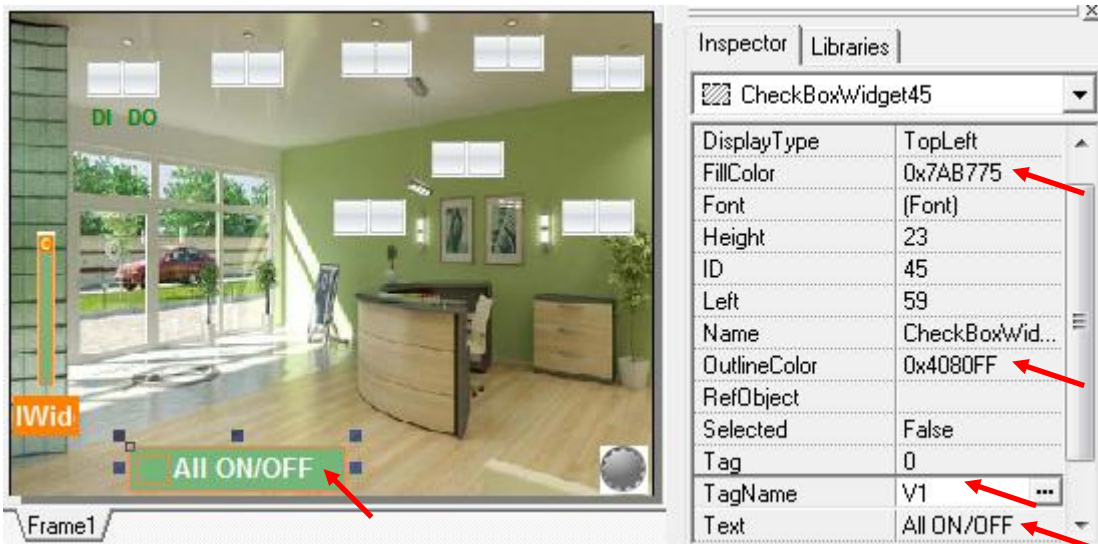 DI DO
C
IWid
All ON/OFF
Frame1
Inspector Libraries
CheckBoxWidget45
DisplayType TopLeft
FillColor 0x7AB775
Font (Font)
Height 23
ID 45
Left 59
Name CheckBoxWid...
OutlineColor 0x4080FF
RefObject
Selected False
Tag 0
TagName V1 ...
Text All ON/OFF